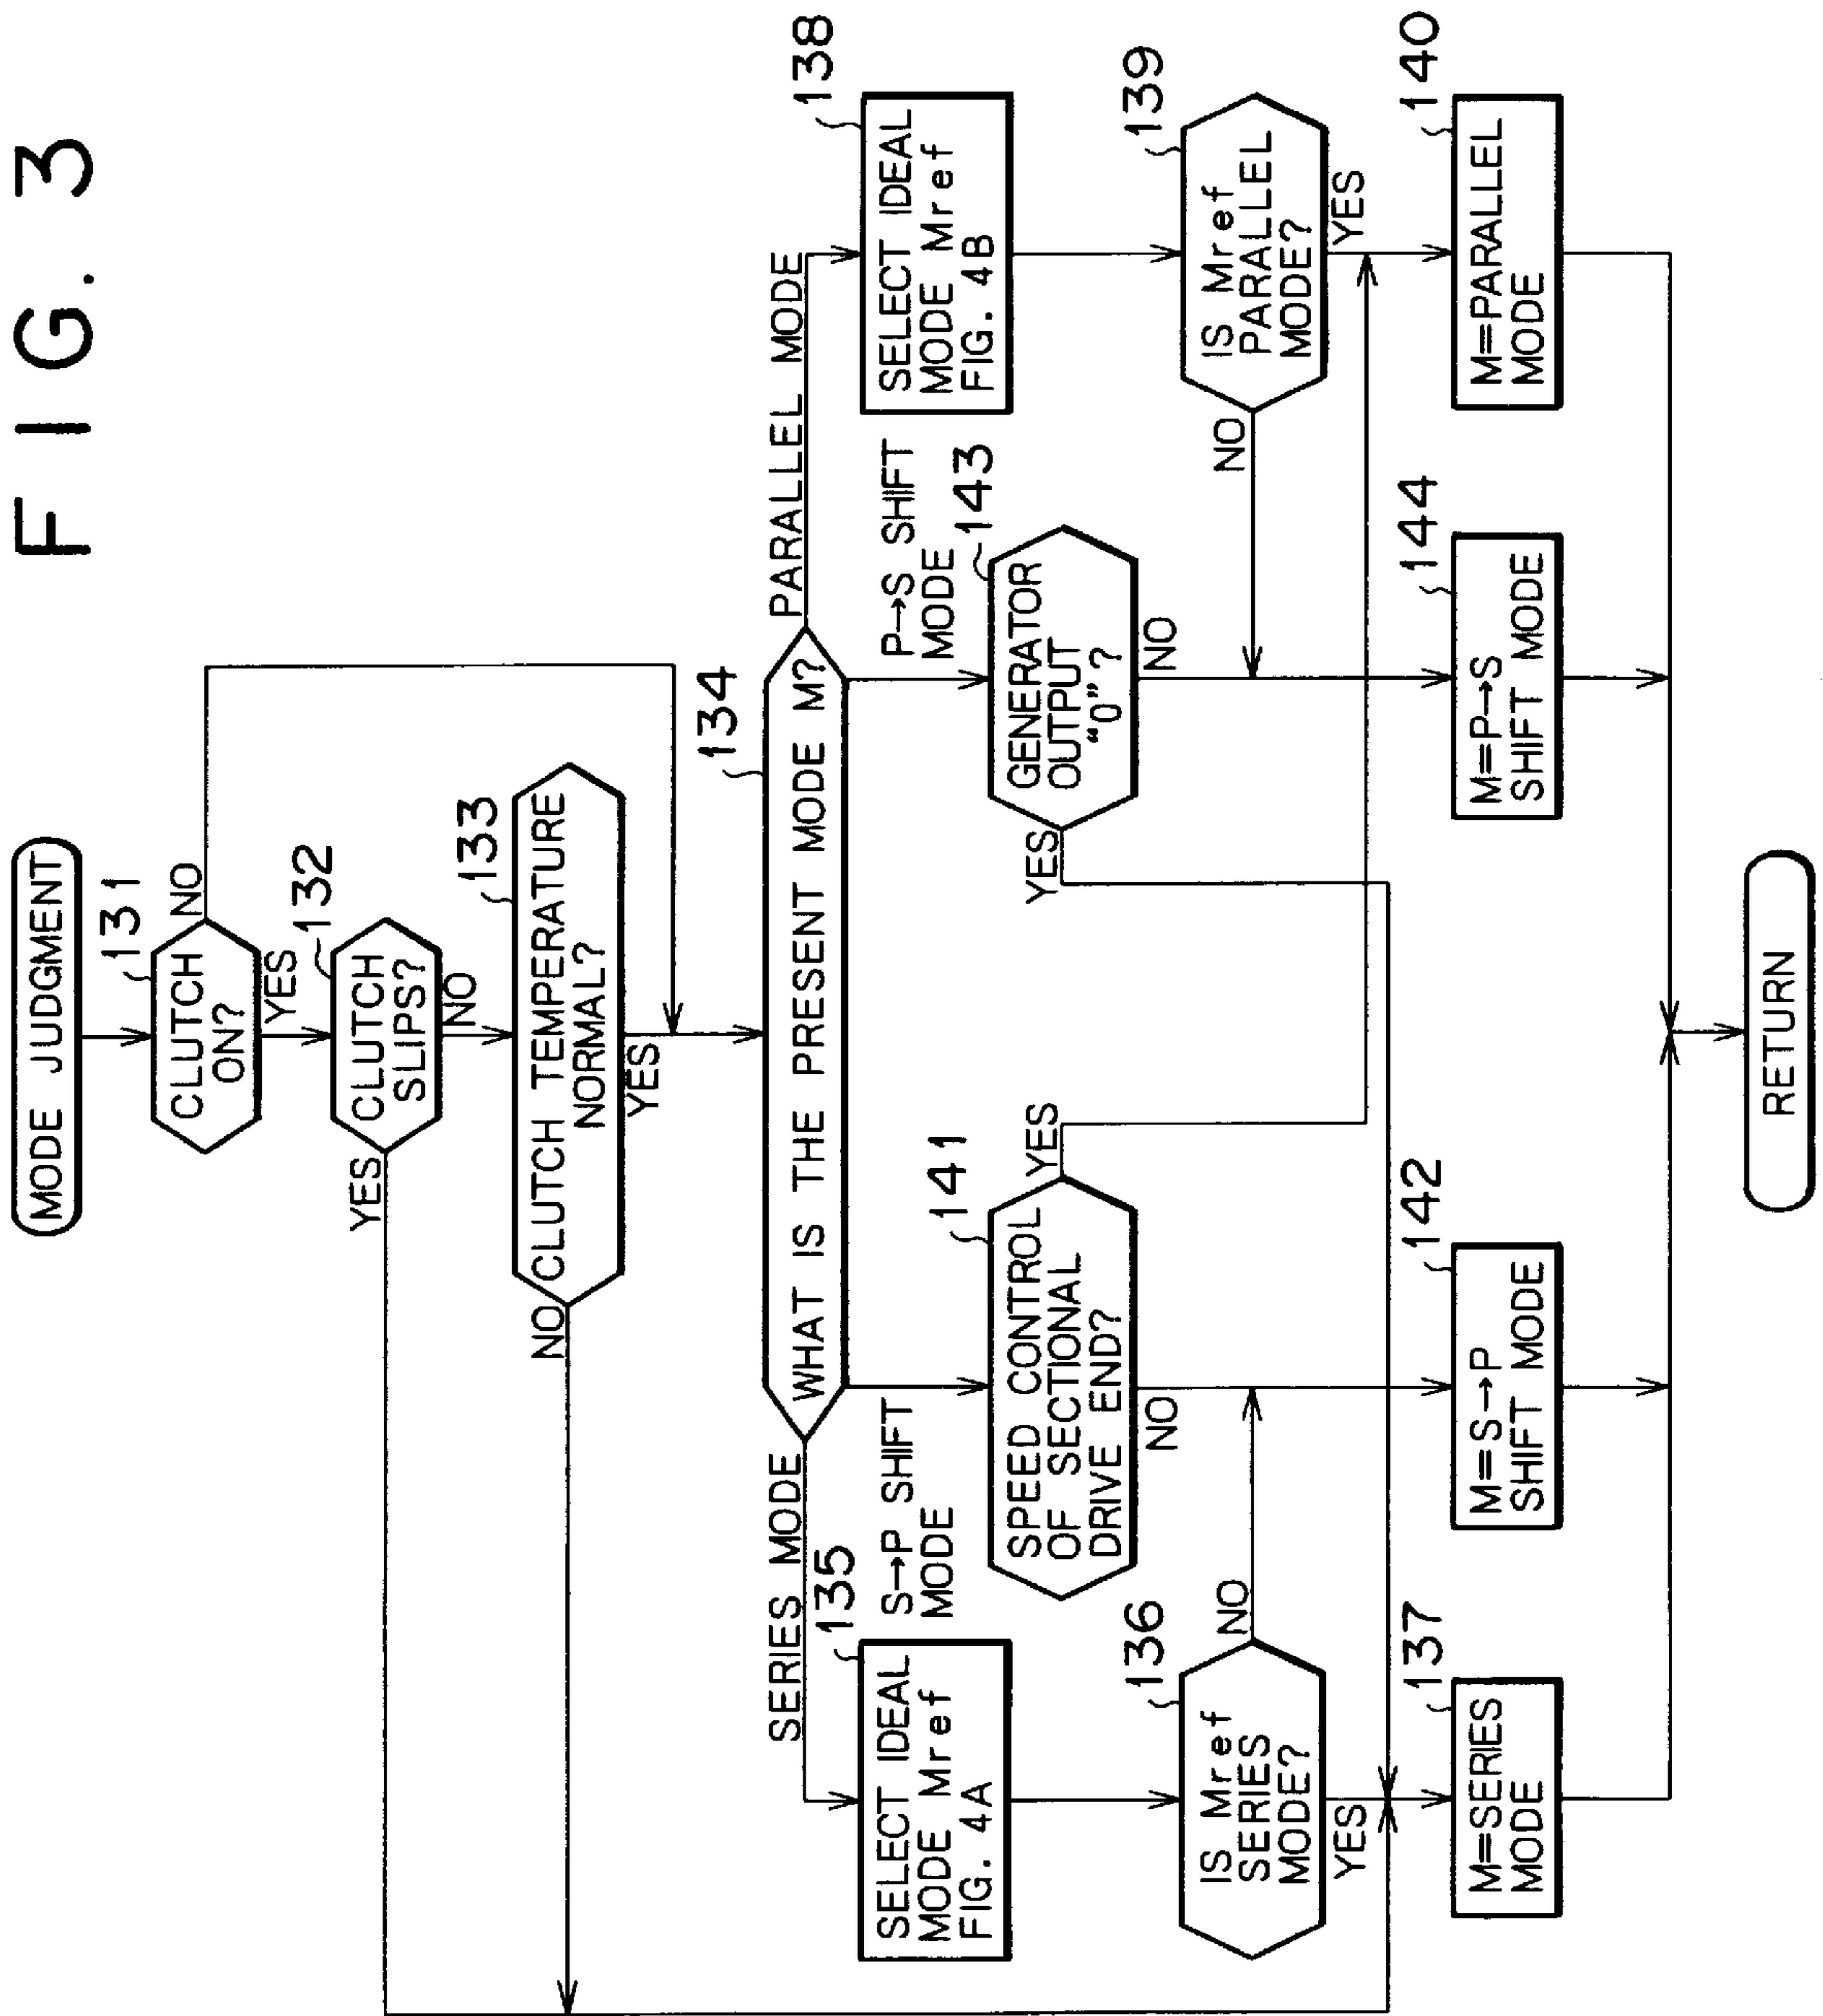 FIG. 3
MODE JUDGMENT
131
CLUTCH
ON?
NO
YES
132
CLUTCH
SLIPS?
YES
NO
133
CLUTCH TEMPERATURE
NORMAL?
NO
YES
134
WHAT IS THE PRESENT MODE M?
SERIES MODE
PARALLEL MODE
135
SELECT IDEAL
MODE Mref
FIG. 4A
S→P SHIFT
MODE
P→S SHIFT
MODE
138
SELECT IDEAL
MODE Mref
FIG. 4B
141
SPEED CONTROL
OF SECTIONAL
DRIVE END?
YES
NO
143
GENERATOR
OUTPUT
“0”?
YES
NO
136
IS Mref
SERIES
MODE?
NO
YES
139
IS Mref
PARALLEL
MODE?
NO
YES
137
M=SERIES
MODE
142
M=S→P
SHIFT MODE
144
M=P→S
SHIFT MODE
140
M=PARALLEL
MODE
RETURN